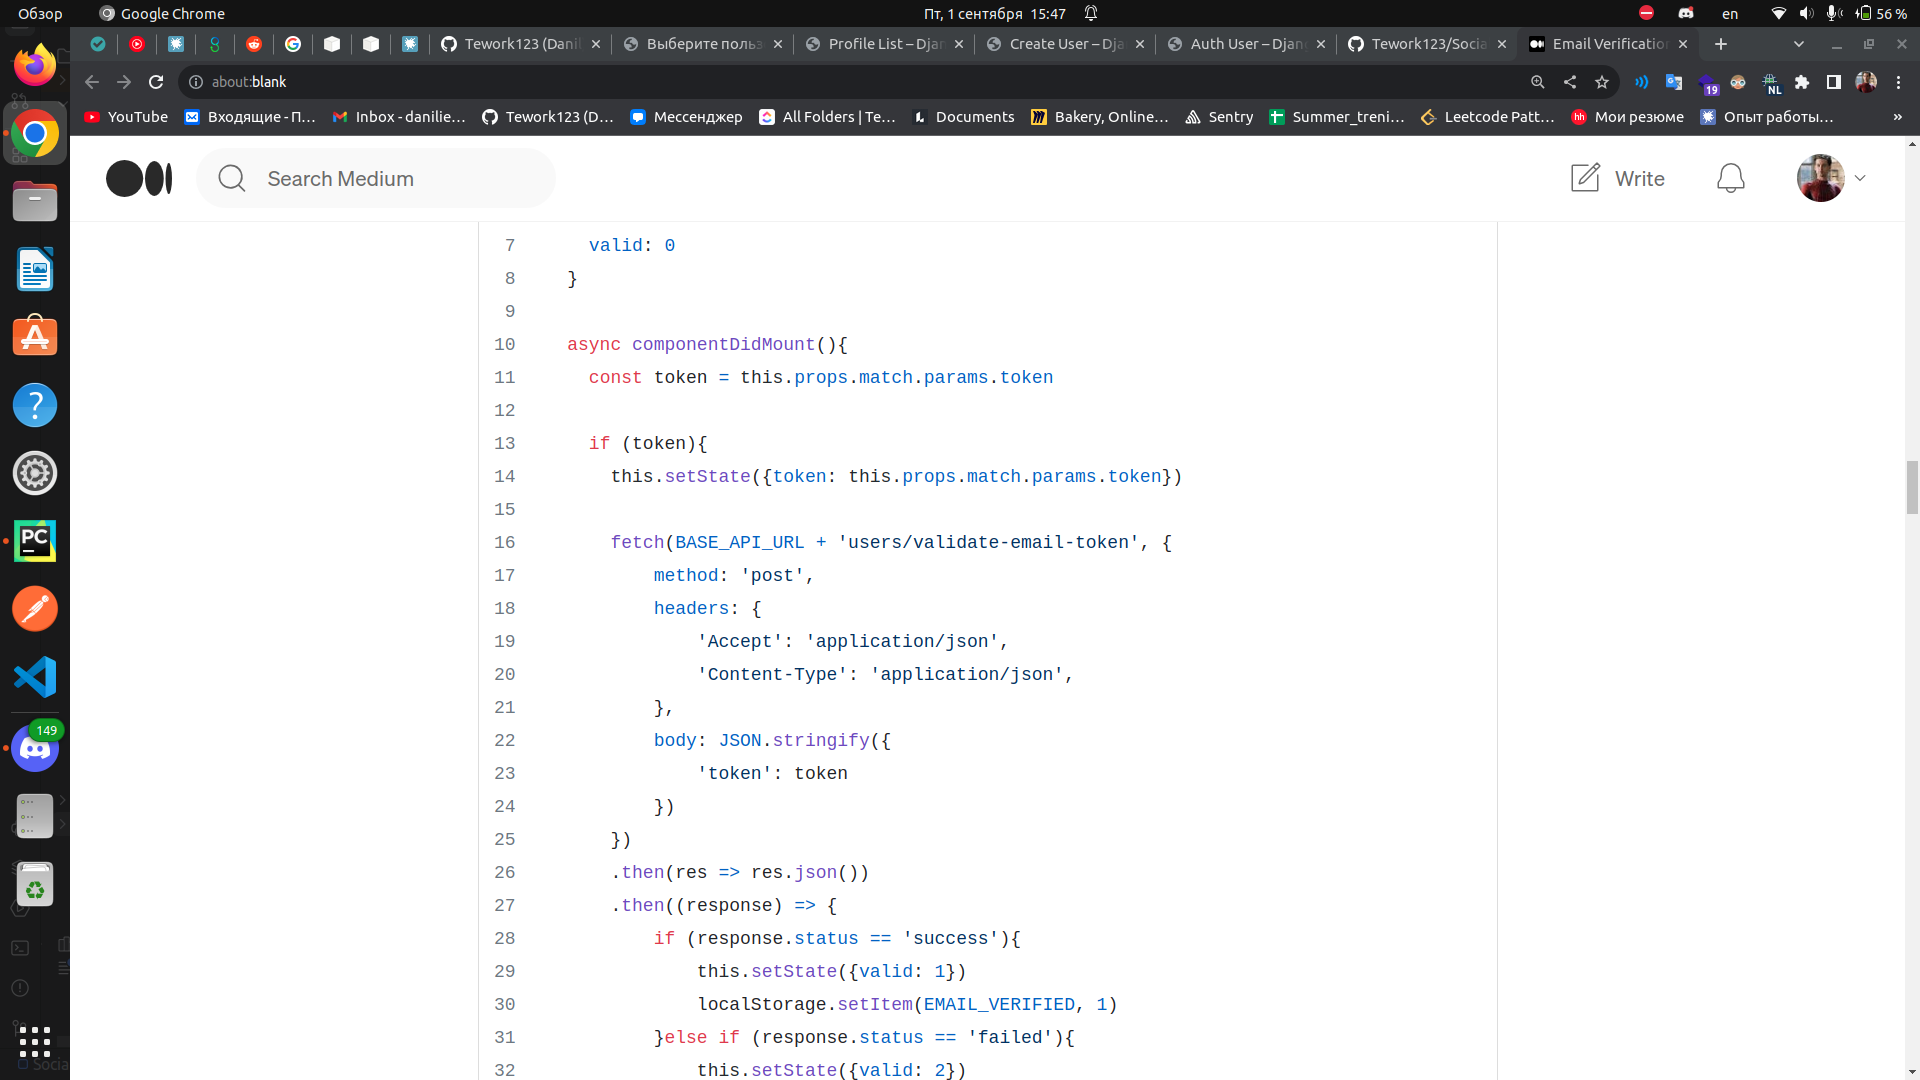 Обзор
Google Chrome
Пт, 1 сентября 15:47
en
56 %
Tework123 (Danil
Выберите польз
Profile List – Djan
Create User – Dja
Auth User – Djang
Tework123/Socia
Email Verification
about:blank
19
NL
YouTube
Входящие - П...
Inbox - danilie...
Tework123 (D...
Мессенджер
All Folders | Te...
Documents
Bakery, Online...
Sentry
Summer_treni...
Leetcode Patt...
hh
Мои резюме
Опыт работы...
»
Search Medium
Write
7 valid: 0
8 }
9
10 async componentDidMount(){
11 const token = this.props.match.params.token
12
13 if (token){
14 this.setState({token: this.props.match.params.token})
15
16 fetch(BASE_API_URL + 'users/validate-email-token', {
17 method: 'post',
18 headers: {
19 'Accept': 'application/json',
20 'Content-Type': 'application/json',
21 },
22 body: JSON.stringify({
23 'token': token
24 })
25 })
26 .then(res => res.json())
27 .then((response) => {
28 if (response.status == 'success'){
29 this.setState({valid: 1})
30 localStorage.setItem(EMAIL_VERIFIED, 1)
31 }else if (response.status == 'failed'){
32 this.setState({valid: 2})
PC
149
Socia